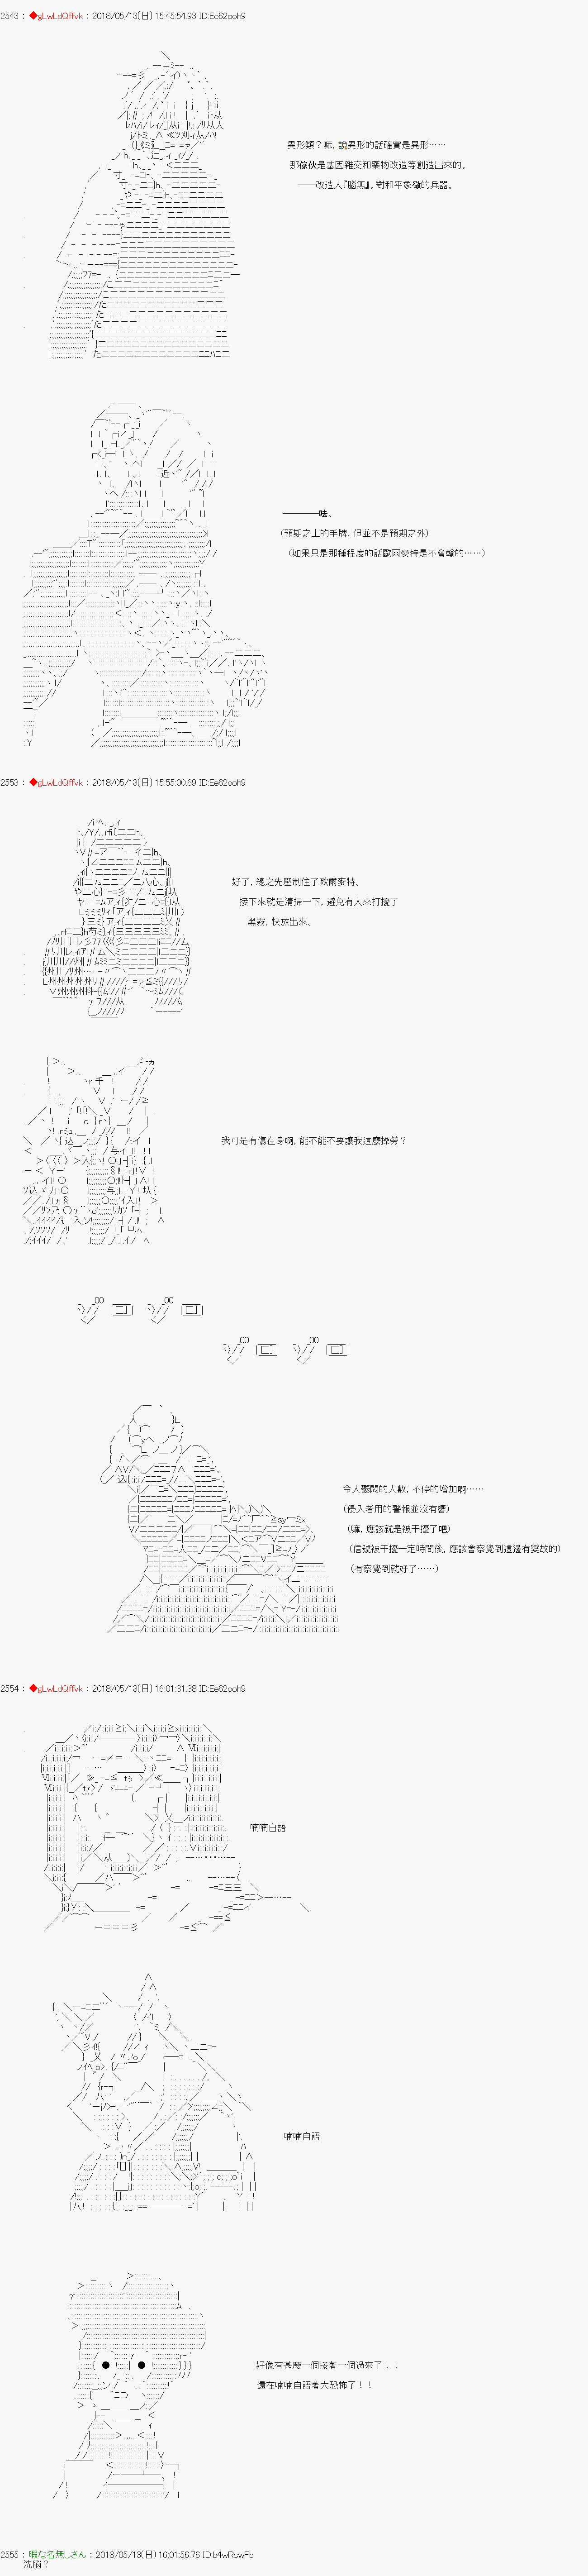 2543 : ◆gLwLdQffvk : 2018/05/13(日) 15:45:54.93 ID:Ee62ooh9
異形類？嘛，說異形的話確實是異形……
那傢伙是基因雜交和藥物改造等創造出來的。
――改造人『腦無』。對和平象徵的兵器。
――――呿。
(預期之上的手牌，但並不是預期之外)
(如果只是那種程度的話歐爾麥特是不會輸的……)
2553 : ◆gLwLdQffvk : 2018/05/13(日) 15:55:00.69 ID:Ee62ooh9
好了，總之先壓制住了歐爾麥特。
接下來就是清掃一下，避免有人來打擾了
黑霧，快放出來。
我可是有傷在身啊，能不能不要讓我這麼操勞？
令人鬱悶的人數，不停的增加啊……
(侵入者用的警報並沒有響)
(嘛，應該就是被干擾了吧)
(信號被干擾一定時間後，應該會察覺到這邊有變故的)
(有察覺到就好了……)
2554 : ◆gLwLdQffvk : 2018/05/13(日) 16:01:31.38 ID:Ee62ooh9
喃喃自語
喃喃自語
好像有甚麼一個接著一個過來了！！
還在喃喃自語著太恐怖了！！
2555 : 暇な名無しさん : 2018/05/13(日) 16:01:56.76 ID:b4wRcwFb
洗脳？